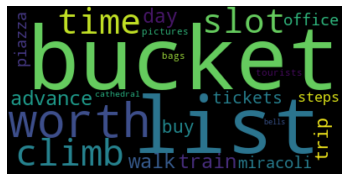 piazza
time
day
pictures
slot
office
bucket
bags
tourists
advance
cathedral
tickets
steps
worth
list
buy
bells
climb
walk
train
miracoli
trip